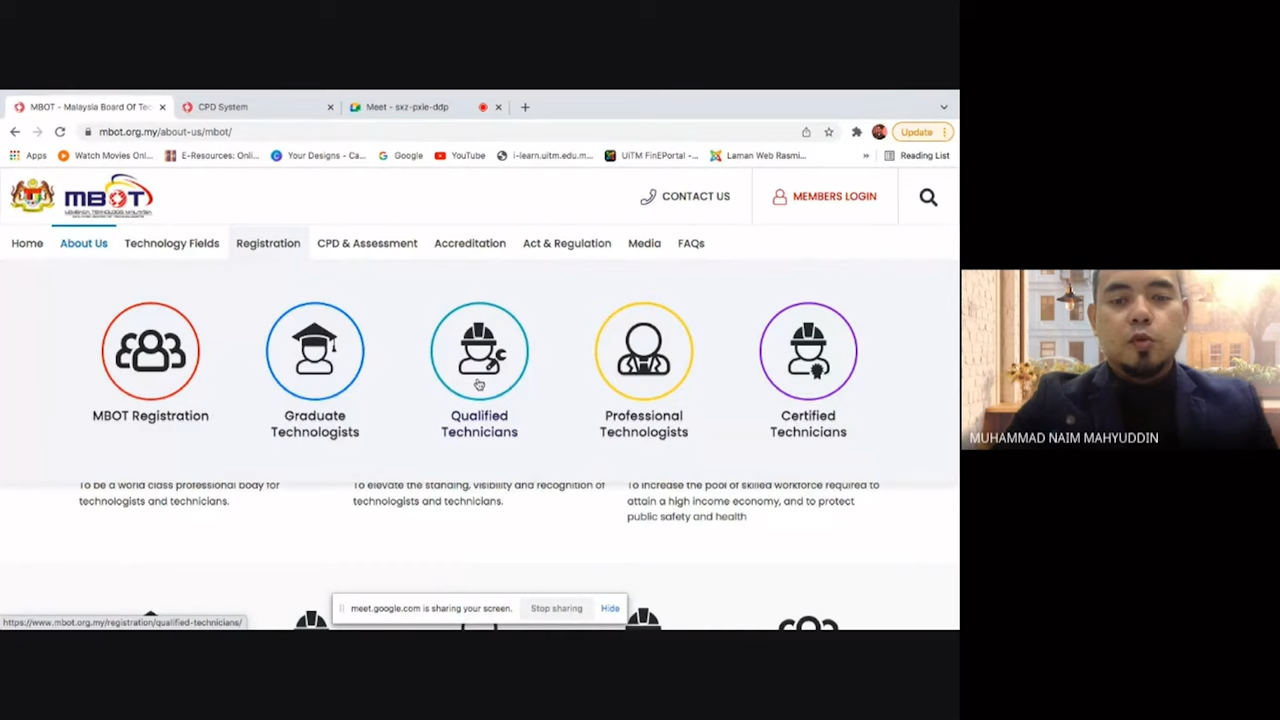 MBOT - Malaysia Board Of Tec
CPD System
Meet - sxz-pxie-ddp
mbot.org.my/about-us/mbot/
Update
Apps
Watch Movies Onl...
E-Resources: Onli...
Your Designs - Ca...
Google
YouTube
i-learn.uitm.edu.m...
UiTM FinEPortal -...
Laman Web Rasmi...
»
Reading List
MBOT
LEMBAGA TEKNOLOGIS MALAYSIA
CONTACT US
MEMBERS LOGIN
Home
About Us
Technology Fields
Registration
CPD & Assessment
Accreditation
Act & Regulation
Media
FAQs
MBOT Registration
Graduate
Technologists
Qualified
Technicians
Professional
Technologists
Certified
Technicians
To be a world class professional body for
technologists and technicians.
To elevate the standing, visibility and recognition of
technologists and technicians.
To increase the pool of skilled workforce required to
attain a high income economy, and to protect
public safety and health
meet.google.com is sharing your screen.
Stop sharing
Hide
https://www.mbot.org.my/registration/qualified-technicians/
MUHAMMAD NAIM MAHYUDDIN